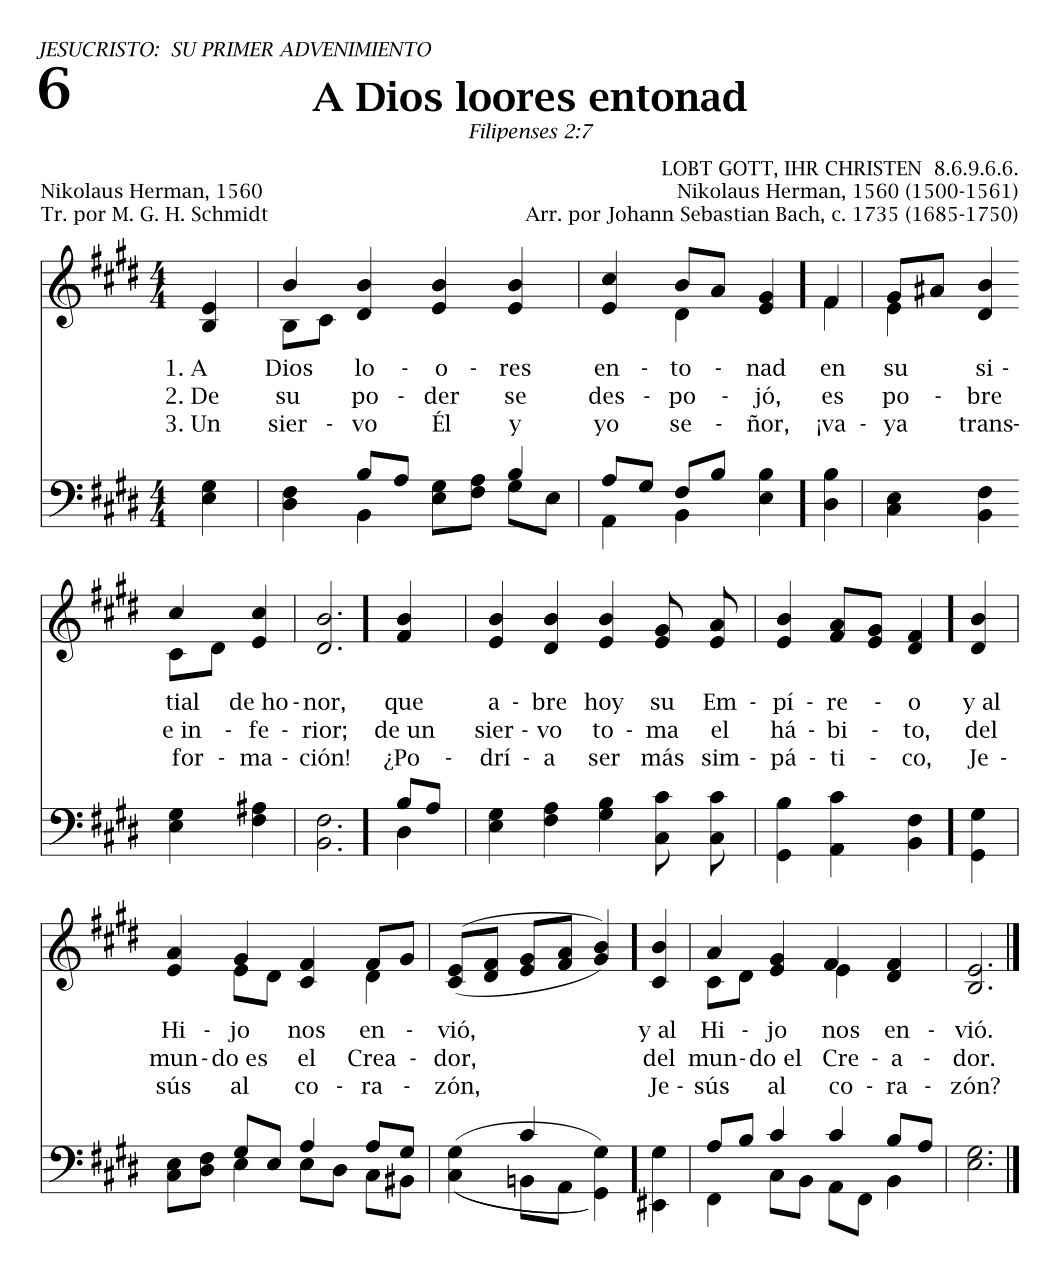 JESUCRISTO:  SU PRIMER ADVENIMIENTO
6
A Dios loores entonad
Filipenses 2:7
LOBT GOTT, IHR CHRISTEN  8.6.9.6.6.
Nikolaus Herman, 1560
Nikolaus Herman, 1560 (1500-1561)
Tr. por M. G. H. Schmidt
Arr. por Johann Sebastian Bach, c. 1735 (1685-1750)
1. A Dios lo - o - res en - to - nad en su si -
2. De su po - der se des - po - jó, es po - bre
3. Un sier - vo Él y yo se - ñor, ¡va - ya trans-
tial de ho - nor, que a - bre hoy su Em - pí - re - o y al
e in - fe - rior; de un sier - vo to - ma el há - bi - to, del
for - ma - ción! ¿Po - drí - a ser más sim - pá - ti - co, Je -
Hi - jo nos en - vió, y al Hi - jo nos en - vió.
mun - do es el Crea - dor, del mun - do el Cre - a - dor.
sús al co - ra - zón, Je - sús al co - ra - zón?